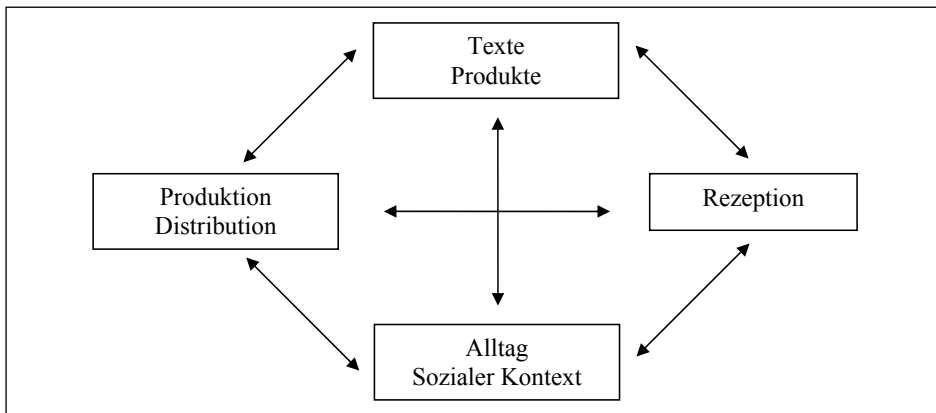 Texte
Produkte
Produktion
Distribution
Rezeption
Alltag
Sozialer Kontext